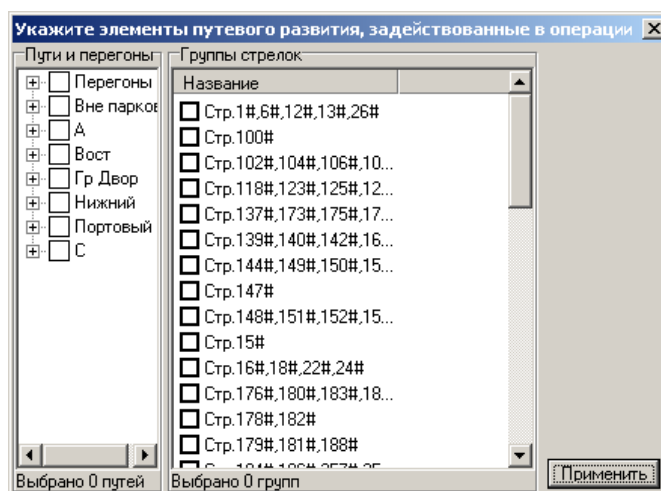 Укажите элементы путевого развития, задействованные в операции
Пути и перегоны
Перегоны
Вне парков
А
Вост
Гр Двор
Нижний
Портовый
С
Выбрано 0 путей
Группы стрелок
Название
Стр.1#,6#,12#,13#,26#
Стр.100#
Стр.102#,104#,106#,10...
Стр.118#,123#,125#,12...
Стр.137#,173#,175#,17...
Стр.139#,140#,142#,16...
Стр.144#,149#,150#,15...
Стр.147#
Стр.148#,151#,152#,15...
Стр.15#
Стр.16#,18#,22#,24#
Стр.176#,180#,183#,18...
Стр.178#,182#
Стр.179#,181#,188#
Выбрано 0 групп
Применить